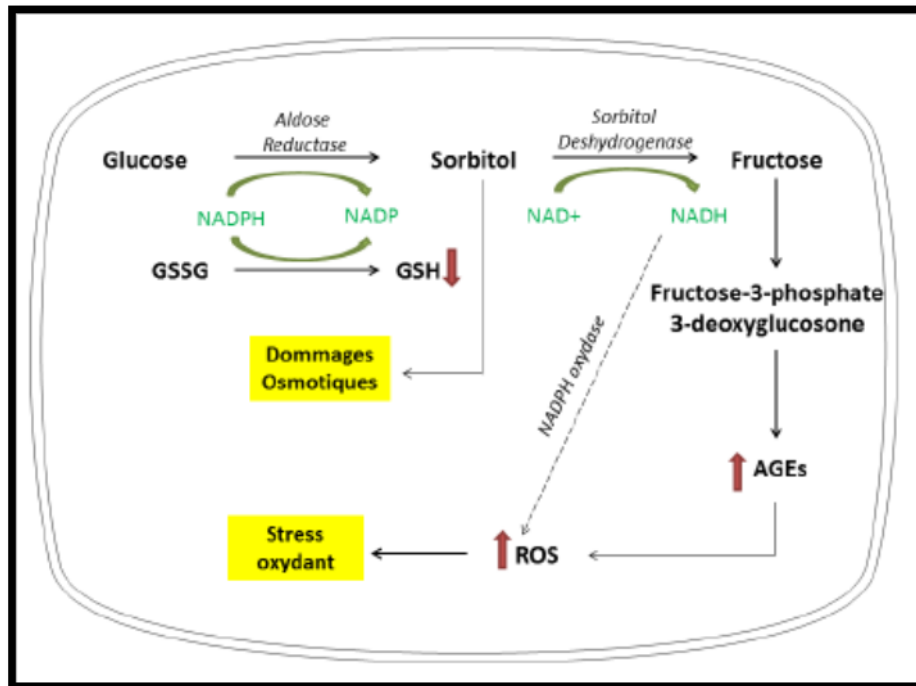 Aldose
Reductase
Sorbitol
Deshydrogenase
Glucose
Sorbitol
Fructose
NADPH
NADP
NAD+
NADH
GSSG
GSH
Fructose-3-phosphate
3-deoxyglucosone
Dommages
Osmotiques
NADPH oxydase
AGEs
Stress
oxydant
ROS